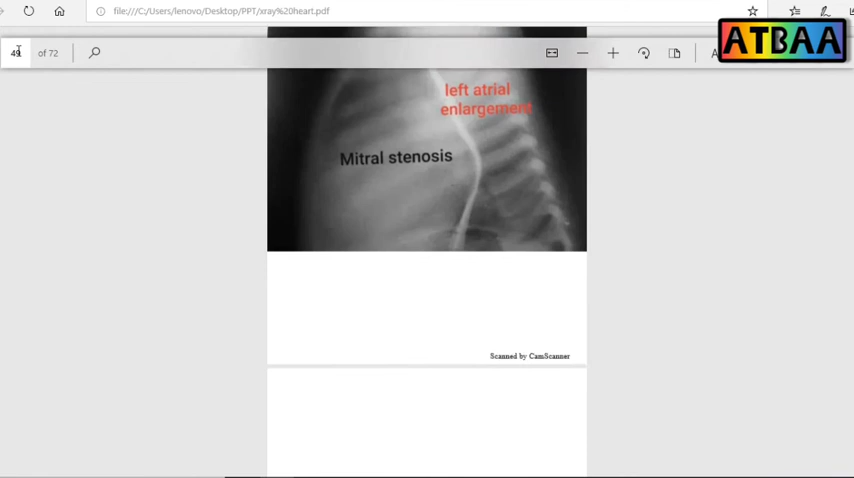 file:///C:/Users/lenovo/Desktop/PPT/xray%20heart.pdf
ATBAA
49 of 72
left atrial
enlargement
Mitral stenosis
Scanned by CamScanner